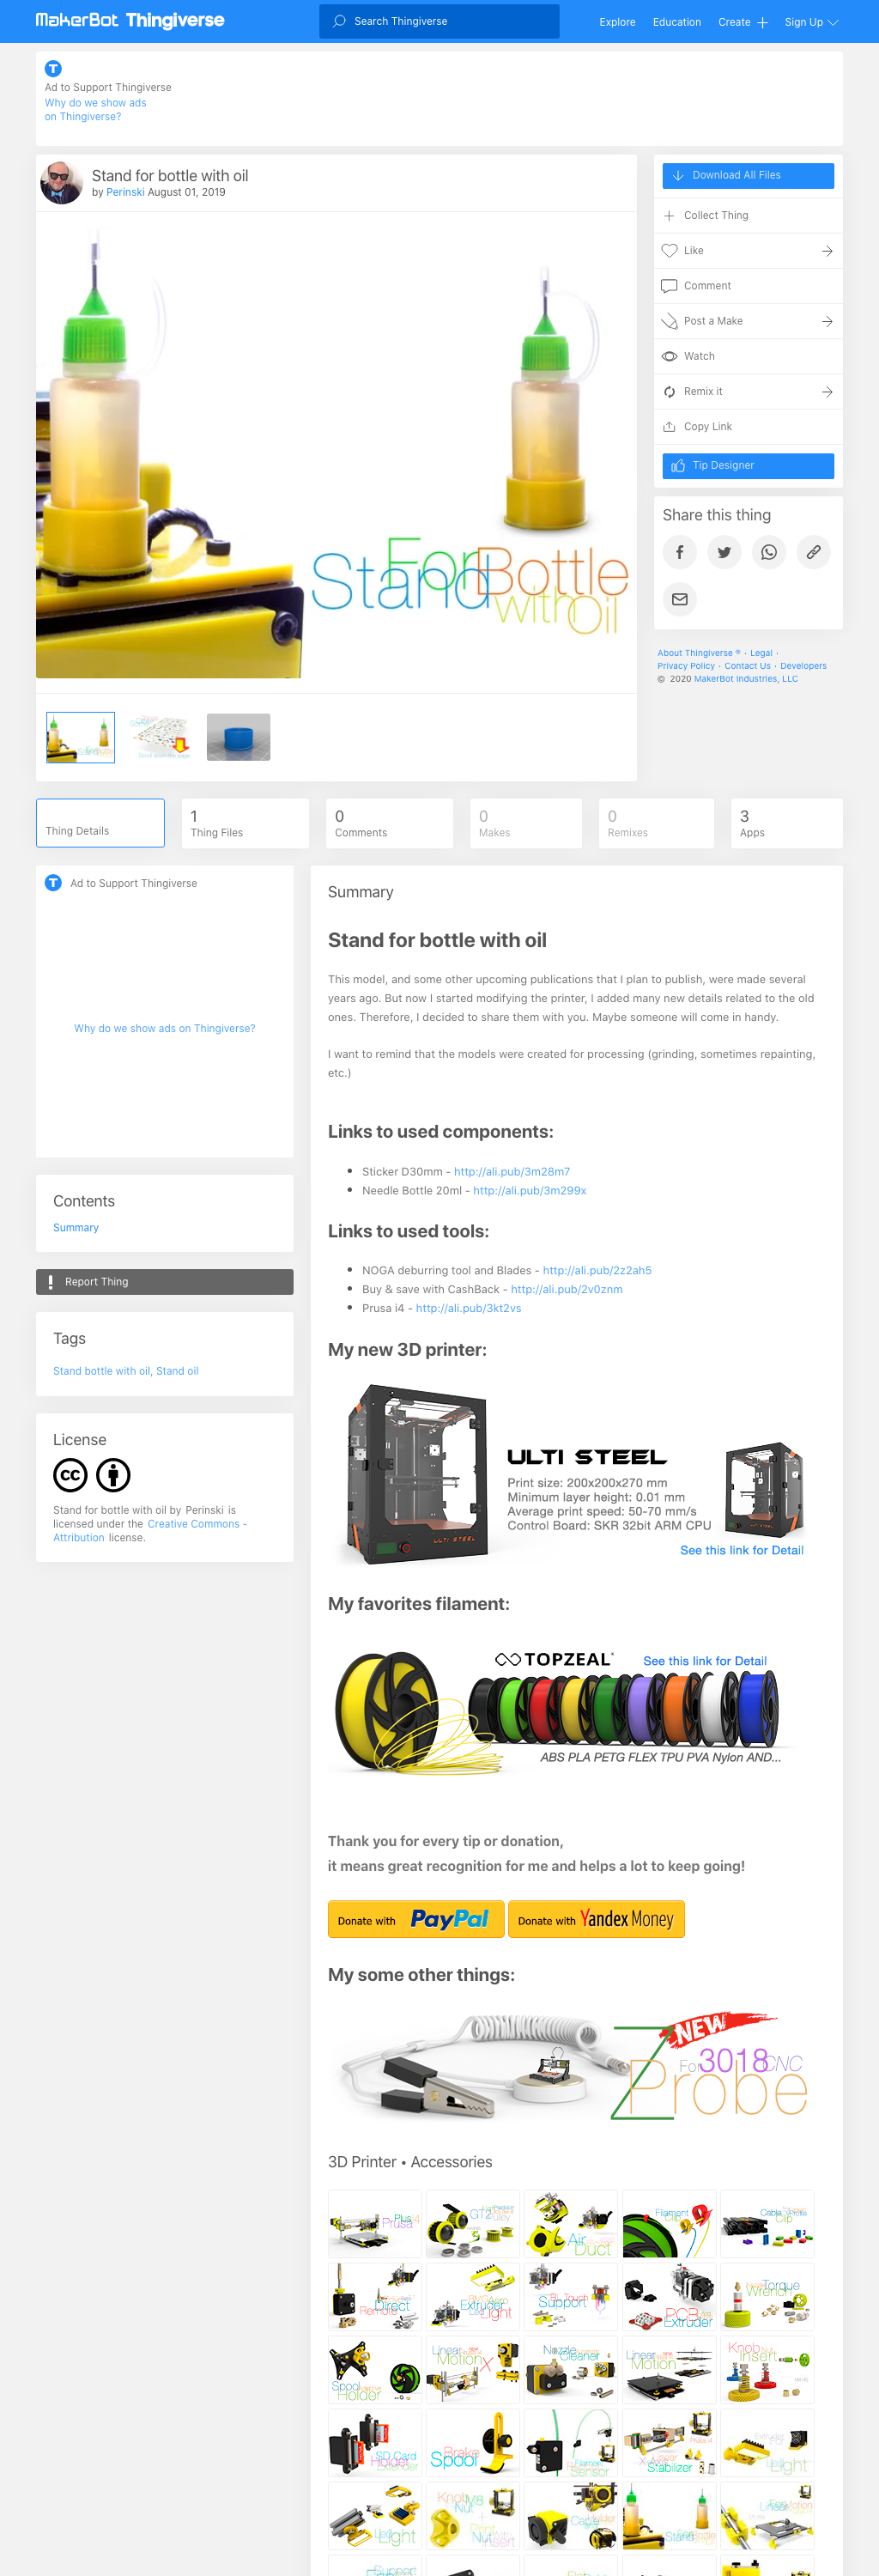 MakerBot Thingiverse
Search Thingiverse
Explore Education Create Sign Up
Ad to Support Thingiverse
Why do we show ads
on Thingiverse?
Stand for bottle with oil
by Perinski August 01, 2019
Stand For Bottle with Oil
Download All Files
Collect Thing
Like
Comment
Post a Make
Watch
Remix it
Copy Link
Tip Designer
Share this thing
About Thingiverse ® · Legal ·
Privacy Policy · Contact Us · Developers
© 2020 MakerBot Industries, LLC
Thing Details
1
Thing Files
0
Comments
0
Makes
0
Remixes
3
Apps
Ad to Support Thingiverse
Why do we show ads on Thingiverse?
Contents
Summary
Report Thing
Tags
Stand bottle with oil, Stand oil
License
Stand for bottle with oil by Perinski is
licensed under the Creative Commons -
Attribution license.
Summary
Stand for bottle with oil
This model, and some other upcoming publications that I plan to publish, were made several
years ago. But now I started modifying the printer, I added many new details related to the old
ones. Therefore, I decided to share them with you. Maybe someone will come in handy.
I want to remind that the models were created for processing (grinding, sometimes repainting,
etc.)
Links to used components:
Sticker D30mm - http://ali.pub/3m28m7
Needle Bottle 20ml - http://ali.pub/3m299x
Links to used tools:
NOGA deburring tool and Blades - http://ali.pub/2z2ah5
Buy & save with CashBack - http://ali.pub/2v0znm
Prusa i4 - http://ali.pub/3kt2vs
My new 3D printer:
ULTI STEEL
Print size: 200x200x270 mm
Minimum layer height: 0.01 mm
Average print speed: 50-70 mm/s
Control Board: SKR 32bit ARM CPU
See this link for Detail
ULTI STEEL
My favorites filament:
TOPZEAL
See this link for Detail
ABS PLA PETG FLEX TPU PVA Nylon AND...
Thank you for every tip or donation,
it means great recognition for me and helps a lot to keep going!
Donate with PayPal
Donate with Yandex Money
My some other things:
NEW
For 3018 CNC
Z Probe
3D Printer • Accessories
Prusa Plus
GT2
Air Duct
Filament Clip
Cable Clip
Direct Remote
Extruder Light
Touch Support
PCB Extruder
Torque Wrench
Spool Holder
Linear Motion X
Nozzle Cleaner
Linear Motion
Knob Insert
SD Card Holder Extender
Brake Spool
Filament Sensor
Stabilizer
Light
Light
Knob Nut M8 Nut Insert
Stand Bottle
Linear Motion
Support